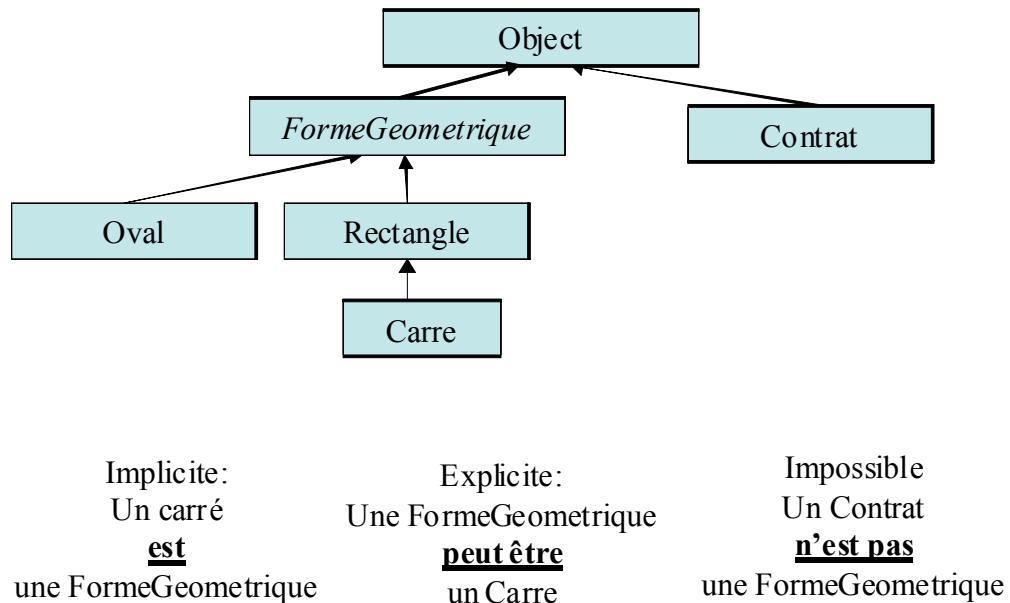 Object
FormeGeometrique
Contrat
Oval
Rectangle
Carre
Implicite:
Un carré
est
une FormeGeometrique
Explicite:
Une FormeGeometrique
peut être
un Carre
Impossible
Un Contrat
n'est pas
une FormeGeometrique